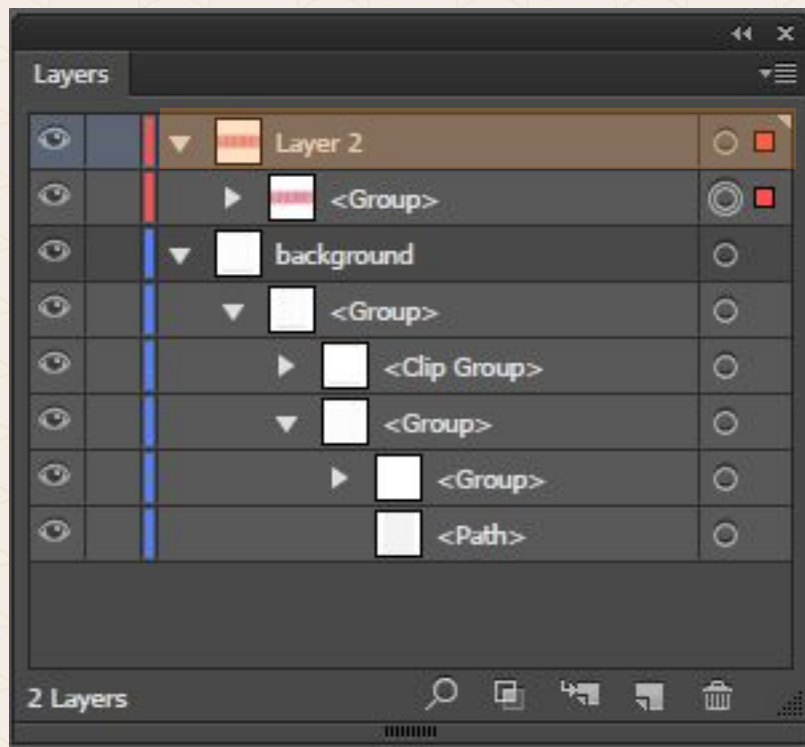 Layers
Layer 2
<Group>
background
<Group>
<Clip Group>
<Group>
<Group>
<Path>
2 Layers